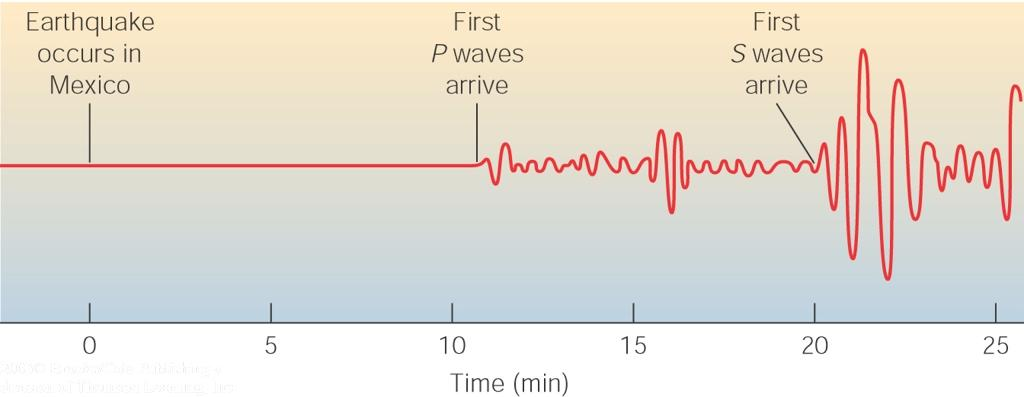 Earthquake
occurs in
Mexico
First
P waves
arrive
First
S waves
arrive
0 5 10 15 20 25
Time (min)